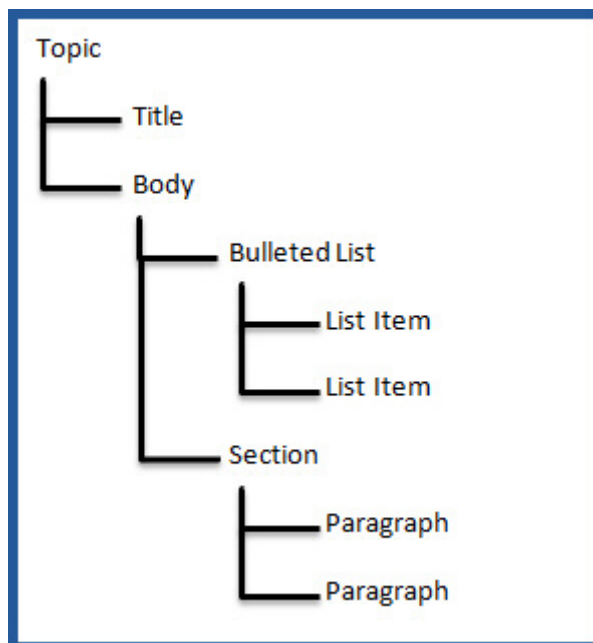 Topic
Title
Body
Bulleted List
List Item
List Item
Section
Paragraph
Paragraph